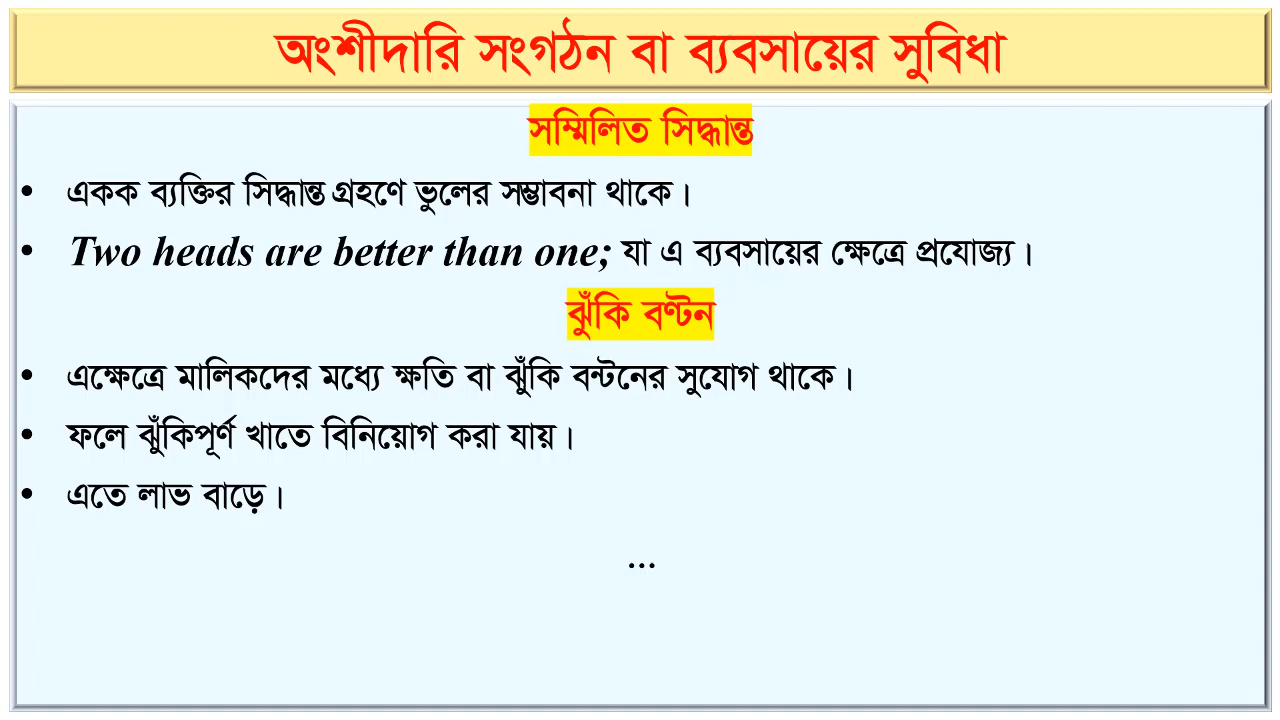 অংশীদারি সংগঠন বা ব্যবসায়ের সুবিধা
সম্মিলিত সিদ্ধান্ত
• একক ব্যক্তির সিদ্ধান্ত গ্রহণে ভুলের সম্ভাবনা থাকে।
• Two heads are better than one; যা এ ব্যবসায়ের ক্ষেত্রে প্রযোজ্য।
ঝুঁকি বণ্টন
• এক্ষেত্রে মালিকদের মধ্যে ক্ষতি বা ঝুঁকি বন্টনের সুযোগ থাকে।
• ফলে ঝুঁকিপূর্ণ খাতে বিনিয়োগ করা যায়।
• এতে লাভ বাড়ে।
...